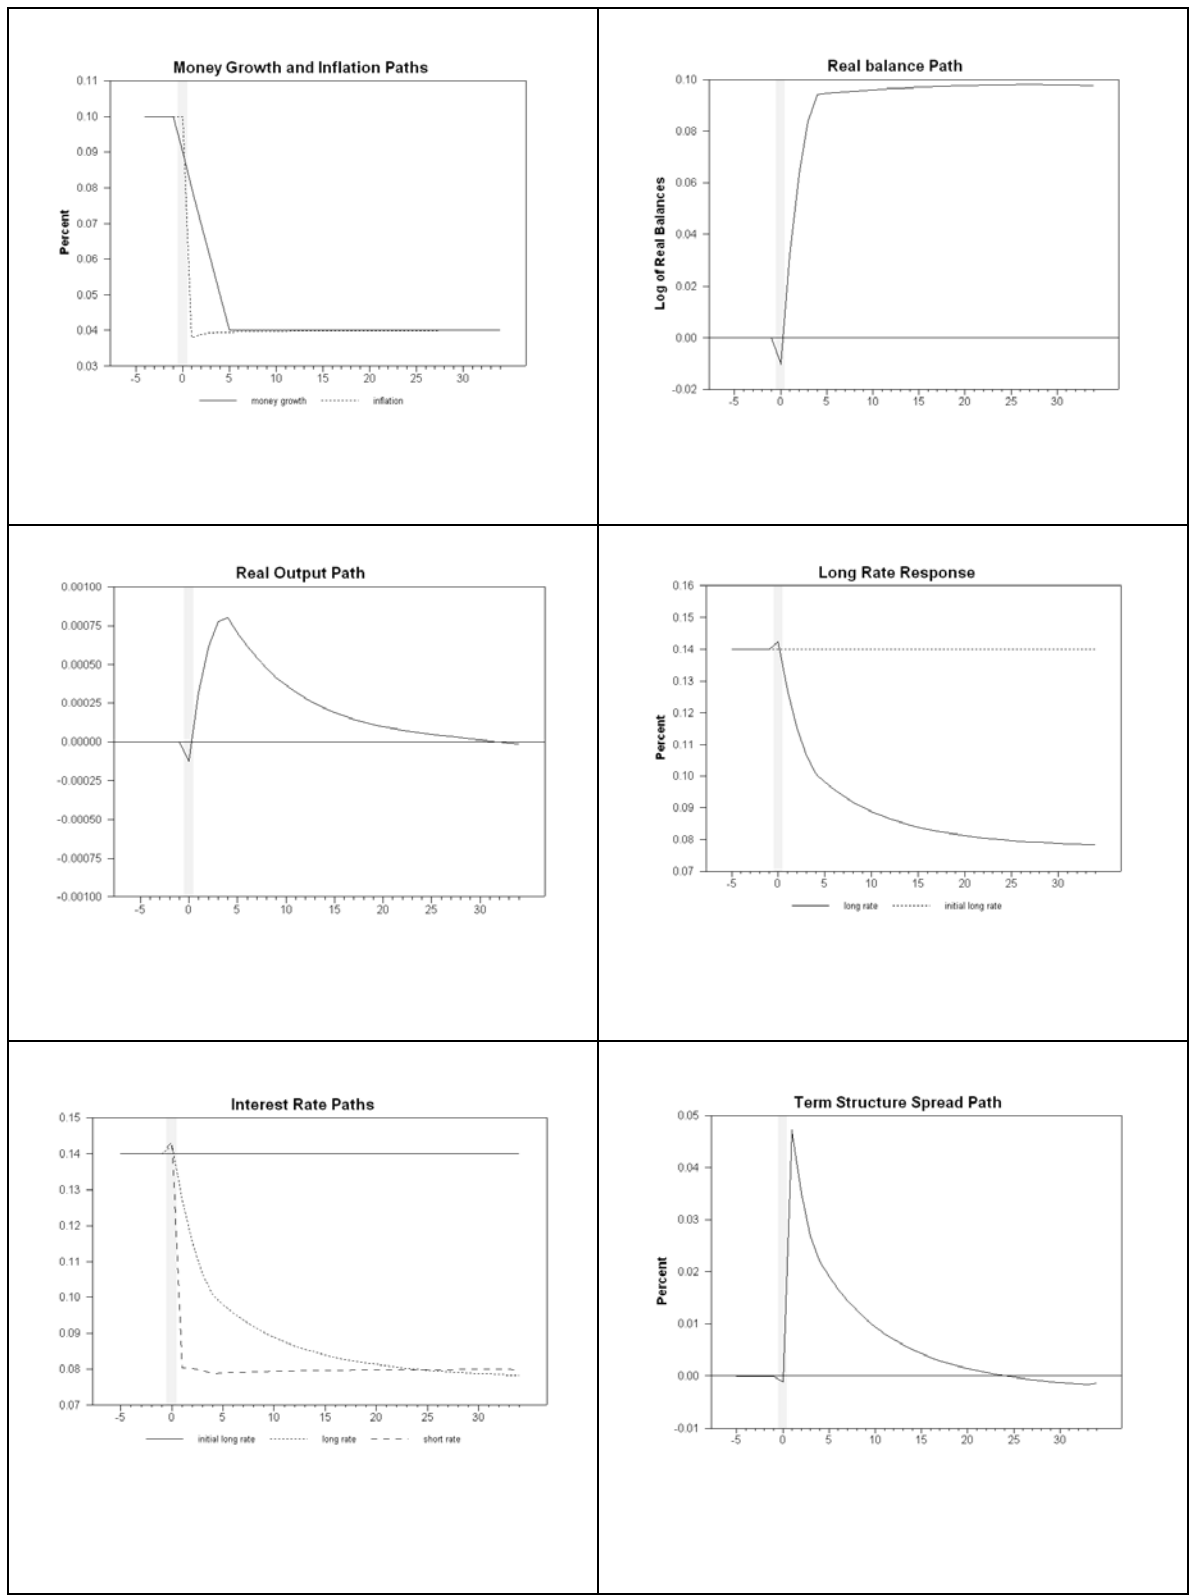 Money Growth and Inflation Paths
0.11
0.10
0.09
0.08
0.07
0.06
0.05
0.04
0.03
Percent
-5 0 5 10 15 20 25 30
money growth inflation
Real balance Path
0.10
0.08
0.06
0.04
0.02
0.00
-0.02
Log of Real Balances
-5 0 5 10 15 20 25 30
Real Output Path
0.00100
0.00075
0.00050
0.00025
0.00000
-0.00025
-0.00050
-0.00075
-0.00100
-5 0 5 10 15 20 25 30
Long Rate Response
0.16
0.15
0.14
0.13
0.12
0.11
0.10
0.09
0.08
0.07
Percent
-5 0 5 10 15 20 25 30
long rate initial long rate
Interest Rate Paths
0.15
0.14
0.13
0.12
0.11
0.10
0.09
0.08
0.07
-5 0 5 10 15 20 25 30
initial long rate long rate short rate
Term Structure Spread Path
0.05
0.04
0.03
0.02
0.01
0.00
-0.01
Percent
-5 0 5 10 15 20 25 30